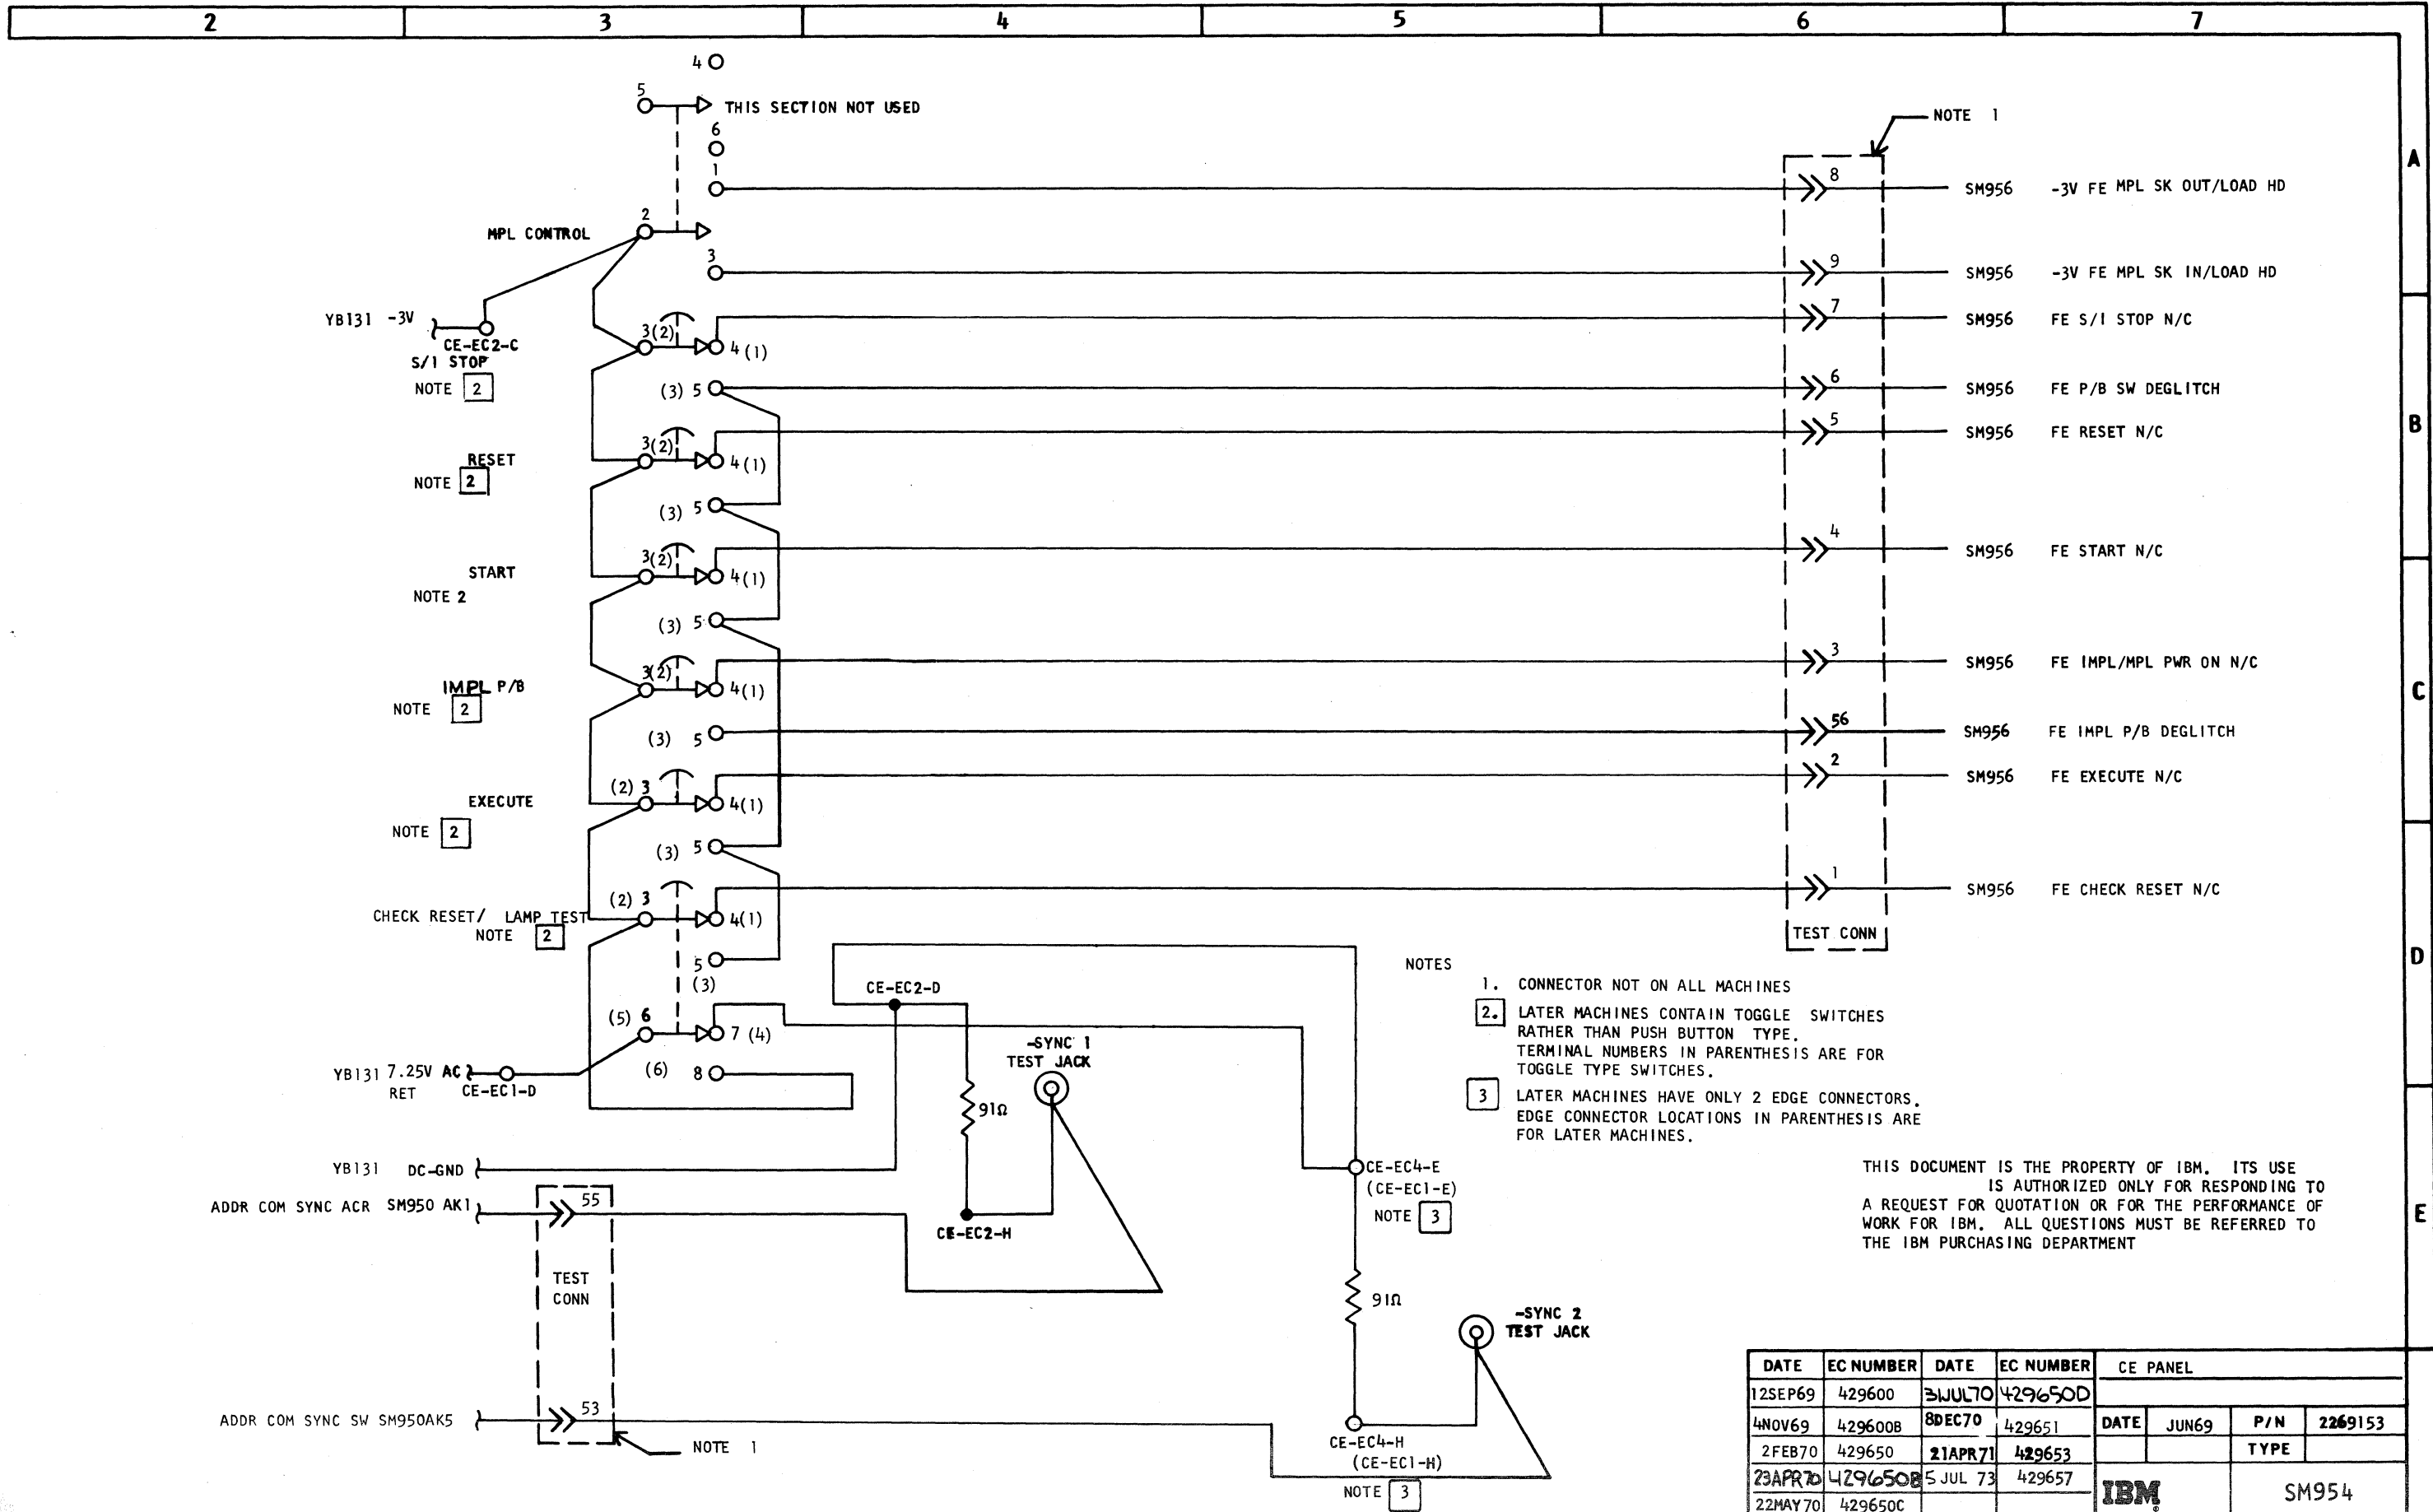 2 3 4 5 6 7
4
5
THIS SECTION NOT USED
6
NOTE 1
A
1
8
SM956 -3V FE MPL SK OUT/LOAD HD
2
MPL CONTROL
3
9
SM956 -3V FE MPL SK IN/LOAD HD
YB131 -3V
CE-EC2-C
S/I STOP
NOTE 2
3(2)
4(1)
7
SM956 FE S/I STOP N/C
(3) 5
6
SM956 FE P/B SW DEGLITCH
B
RESET
NOTE 2
3(2)
4(1)
5
SM956 FE RESET N/C
(3) 5
START
NOTE 2
3(2)
4(1)
4
SM956 FE START N/C
(3) 5
IMPL P/B
NOTE 2
3(2)
4(1)
3
SM956 FE IMPL/MPL PWR ON N/C
C
(3) 5
56
SM956 FE IMPL P/B DEGLITCH
EXECUTE
NOTE 2
(2) 3
4(1)
2
SM956 FE EXECUTE N/C
(3) 5
CHECK RESET/ LAMP TEST
NOTE 2
(2) 3
4(1)
1
SM956 FE CHECK RESET N/C
TEST CONN
D
5
(3)
(5) 6
7 (4)
(6) 8
YB131 7.25V AC
RET
CE-EC1-D
CE-EC2-D
91Ω
-SYNC 1
TEST JACK
CE-EC2-H
NOTES
1. CONNECTOR NOT ON ALL MACHINES
2. LATER MACHINES CONTAIN TOGGLE SWITCHES
RATHER THAN PUSH BUTTON TYPE.
TERMINAL NUMBERS IN PARENTHESIS ARE FOR
TOGGLE TYPE SWITCHES.
3 LATER MACHINES HAVE ONLY 2 EDGE CONNECTORS.
EDGE CONNECTOR LOCATIONS IN PARENTHESIS ARE
FOR LATER MACHINES.
YB131 DC-GND
ADDR COM SYNC ACR SM950 AK1
55
TEST
CONN
ADDR COM SYNC SW SM950AK5
53
NOTE 1
CE-EC4-E
(CE-EC1-E)
NOTE 3
91Ω
-SYNC 2
TEST JACK
CE-EC4-H
(CE-EC1-H)
NOTE 3
THIS DOCUMENT IS THE PROPERTY OF IBM. ITS USE
IS AUTHORIZED ONLY FOR RESPONDING TO
A REQUEST FOR QUOTATION OR FOR THE PERFORMANCE OF
WORK FOR IBM. ALL QUESTIONS MUST BE REFERRED TO
THE IBM PURCHASING DEPARTMENT
E
DATE EC NUMBER DATE EC NUMBER CE PANEL
12SEP69 429600 31JUL70 429650D
4NOV69 429600B 8DEC70 429651 DATE JUN69 P/N 2269153
2FEB70 429650 21APR71 429653 TYPE
23APR70 429650B 5 JUL 73 429657
22MAY70 429650C
IBM SM954